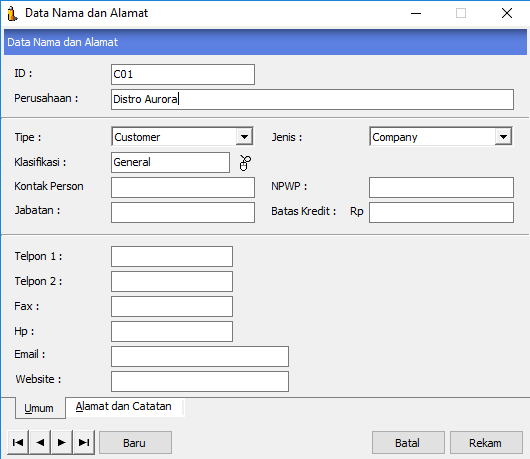 Data Nama dan Alamat
Data Nama dan Alamat
ID : C01
Perusahaan : Distro Aurora
Tipe : Customer Jenis : Company
Klasifikasi : General
Kontak Person NPWP :
Jabatan : Batas Kredit : Rp
Telpon 1 :
Telpon 2 :
Fax :
Hp :
Email :
Website :
Umum Alamat dan Catatan
Baru Batal Rekam